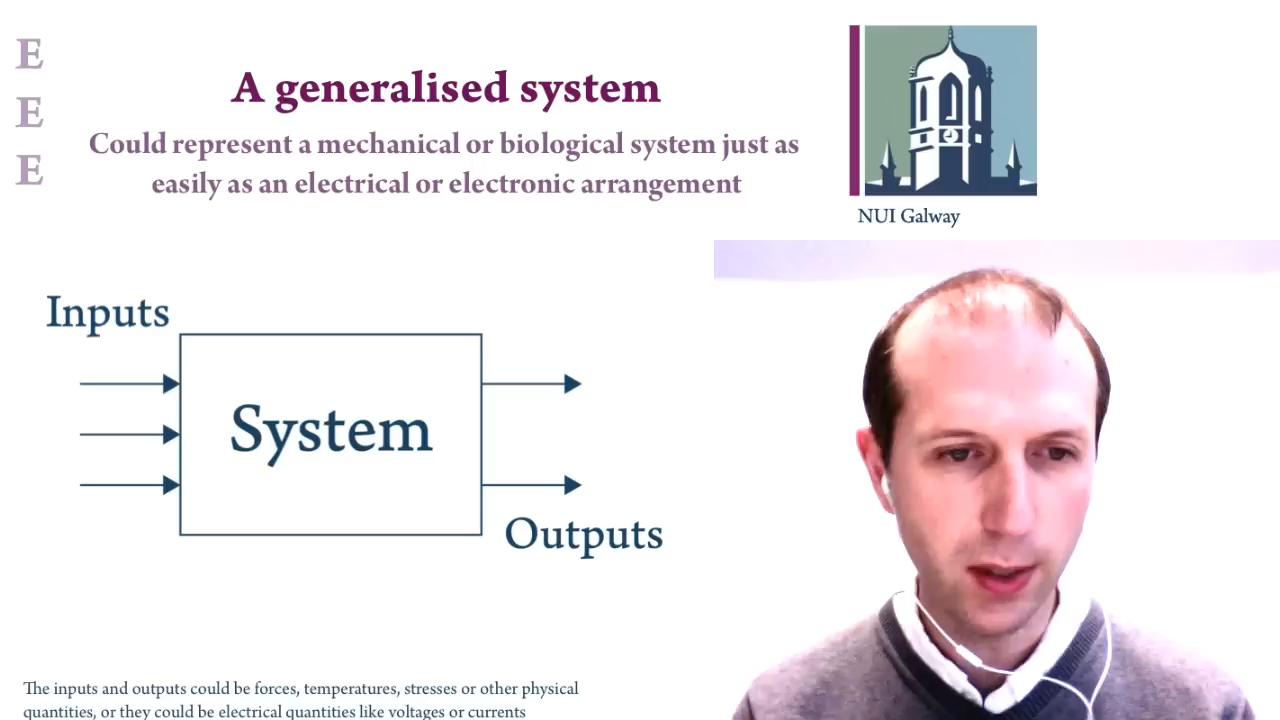 E
E
E
A generalised system
Could represent a mechanical or biological system just as
easily as an electrical or electronic arrangement
NUI Galway
Inputs
System
Outputs
The inputs and outputs could be forces, temperatures, stresses or other physical
quantities, or they could be electrical quantities like voltages or currents